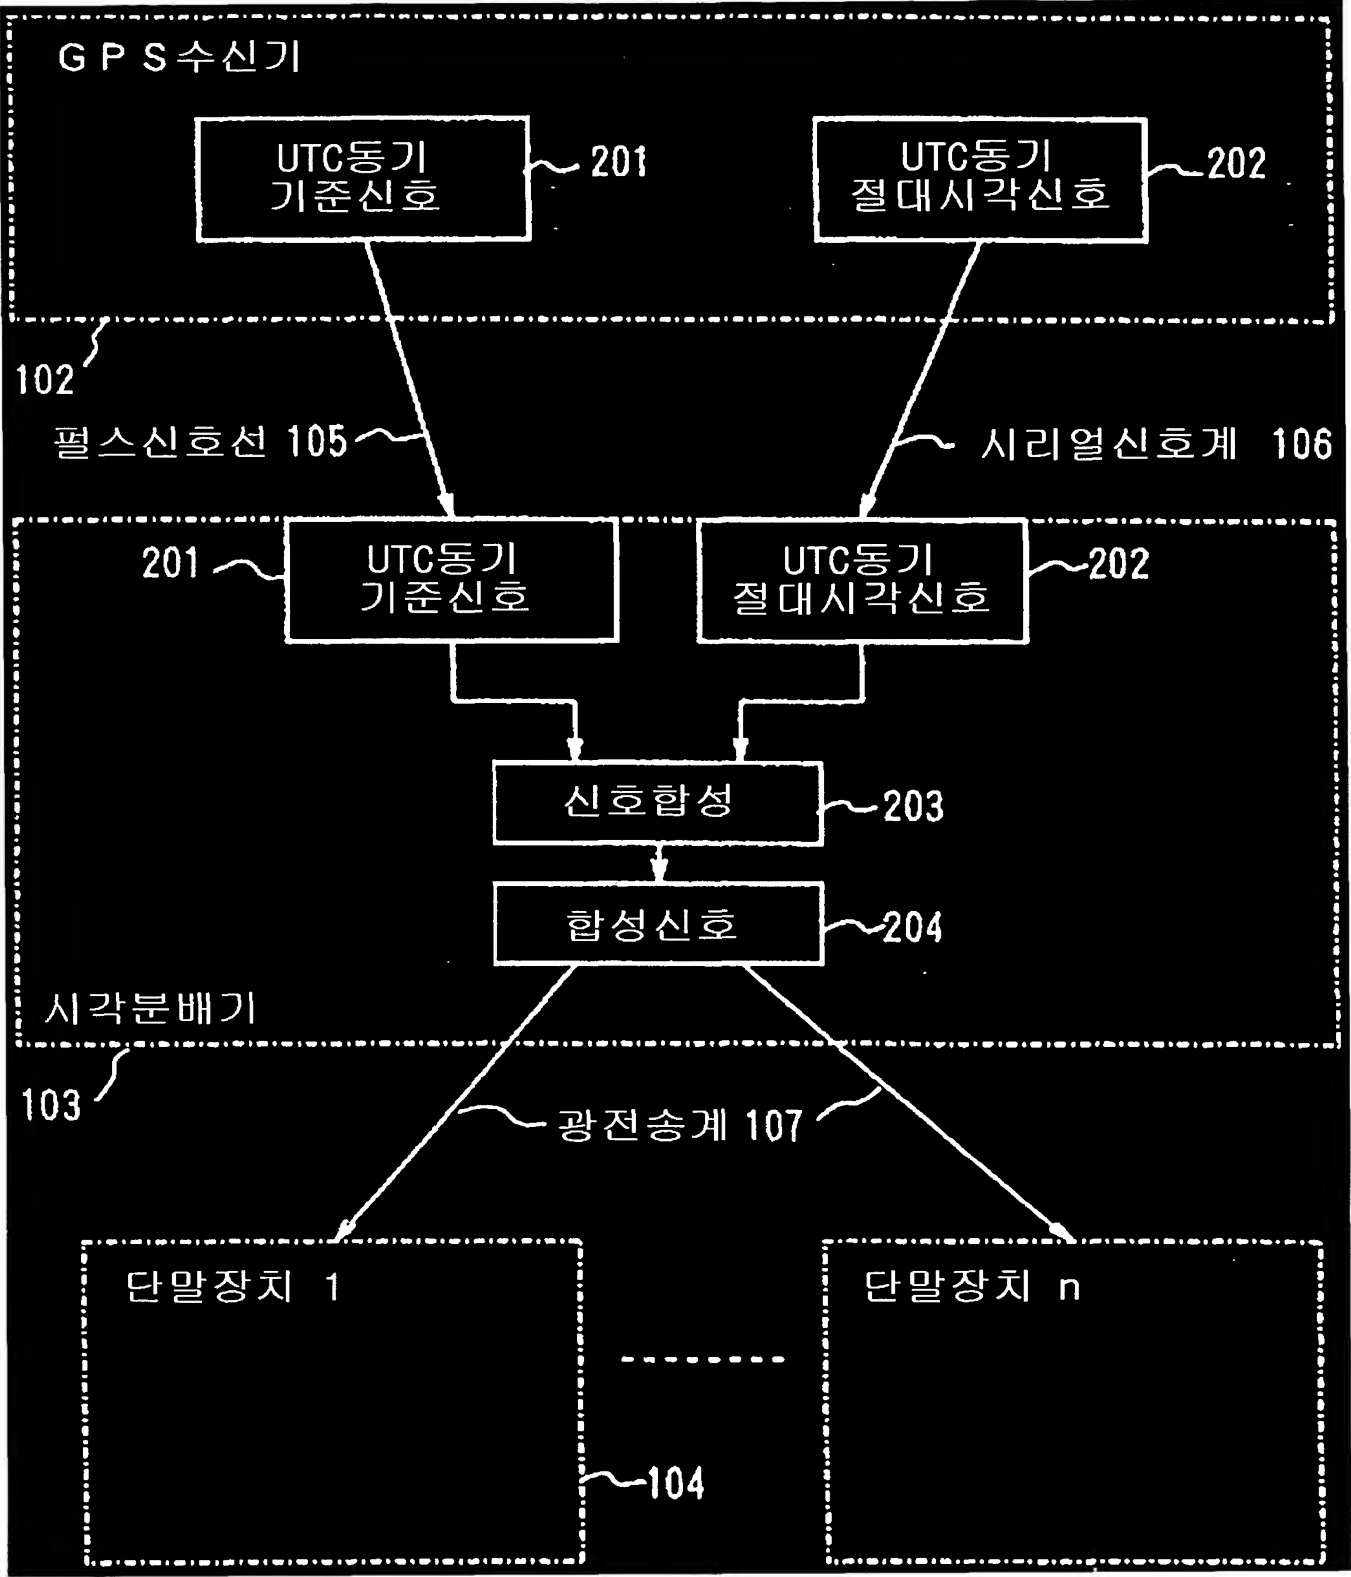 GPS수신기
UTC동기
기준신호
201
UTC동기
절대시각신호
202
102
펄스신호선 105
시리얼신호계 106
201
UTC동기
기준신호
UTC동기
절대시각신호
202
신호합성
203
합성신호
204
시각분배기
103
광전송계 107
단말장치 1
단말장치 n
104